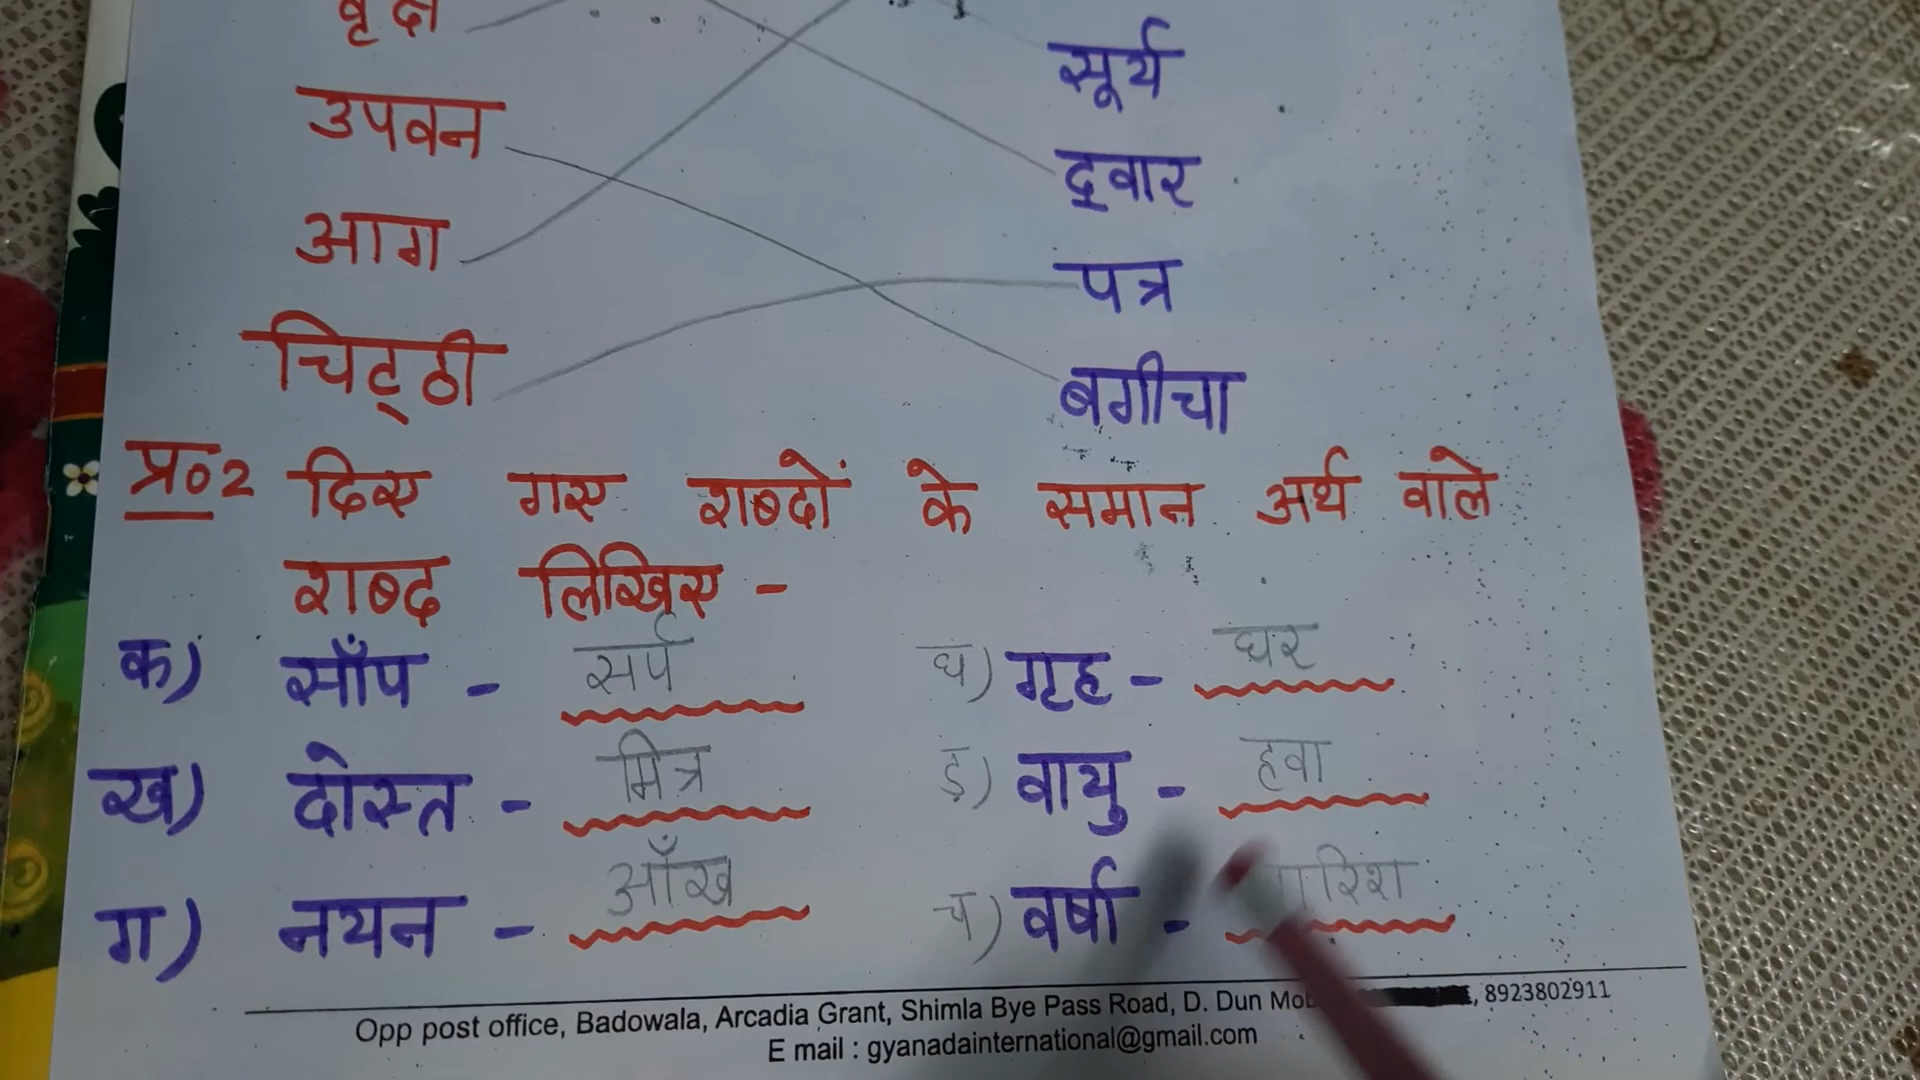 वृक्ष
सूर्य
उपवन
द्वार
आग
पत्र
चिट्ठी
बगीचा
प्र०2 दिए गए शब्दों के समान अर्थ वाले
शब्द लिखिए -
क) साँप - सर्प घ) गृह - घर
ख) दोस्त - मित्र ड़) वायु - हवा
ग) नयन - आँख च) वर्षा -
Opp post office, Badowala, Arcadia Grant, Shimla Bye Pass Road, D. Dun , 8923802911
E mail : gyanadainternational@gmail.com